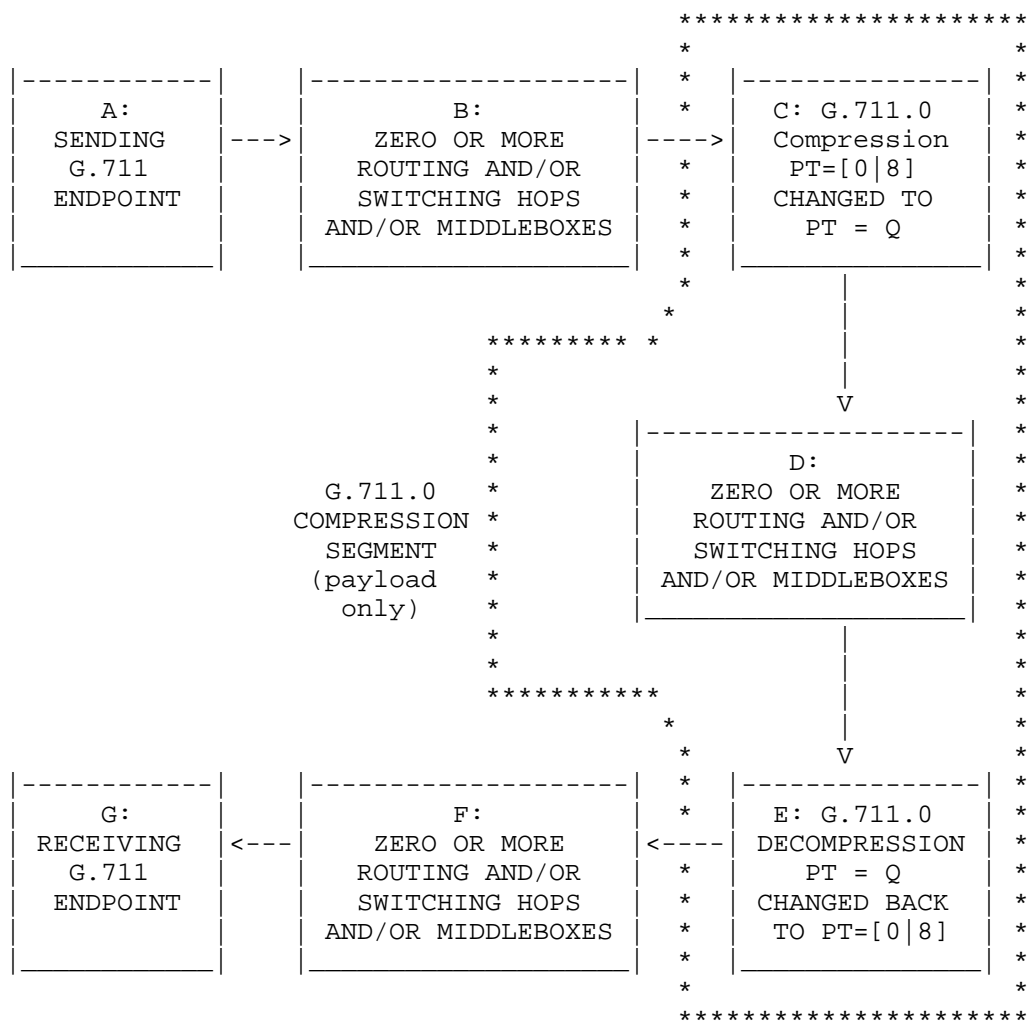 A:
SENDING
G.711
ENDPOINT
B:
ZERO OR MORE
ROUTING AND/OR
SWITCHING HOPS
AND/OR MIDDLEBOXES
C: G.711.0
Compression
PT=[0|8]
CHANGED TO
PT = Q
D:
ZERO OR MORE
ROUTING AND/OR
SWITCHING HOPS
AND/OR MIDDLEBOXES
G.711.0
COMPRESSION
SEGMENT
(payload
only)
E: G.711.0
DECOMPRESSION
PT = Q
CHANGED BACK
TO PT=[0|8]
F:
ZERO OR MORE
ROUTING AND/OR
SWITCHING HOPS
AND/OR MIDDLEBOXES
G:
RECEIVING
G.711
ENDPOINT